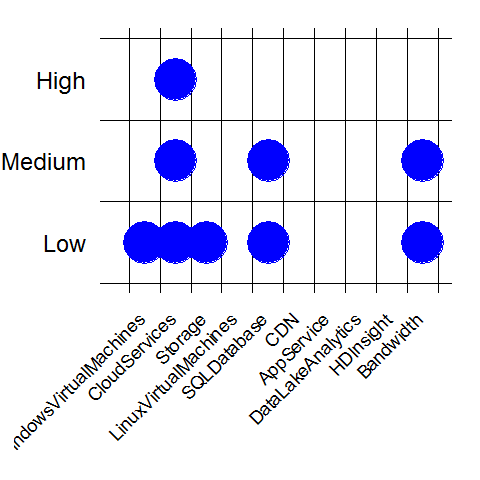 High
Medium
Low
ndowsVirtualMachines
CloudServices
Storage
LinuxVirtualMachines
SQLDatabase
CDN
AppService
DataLakeAnalytics
HDInsight
Bandwidth